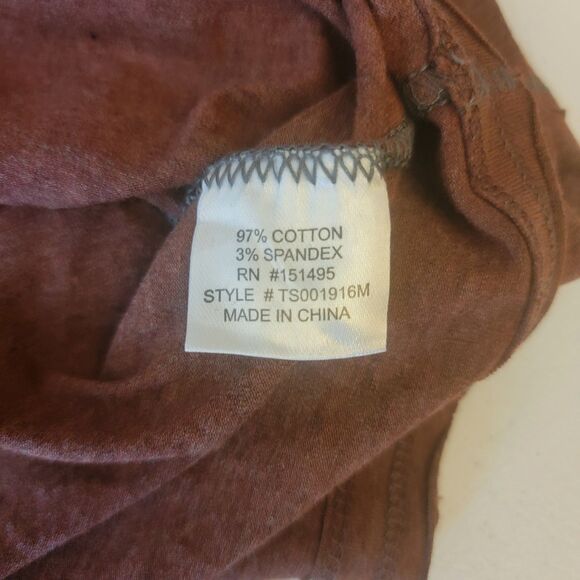 97% COTTON
3% SPANDEX
RN #151495
STYLE # TS001916M
MADE IN CHINA